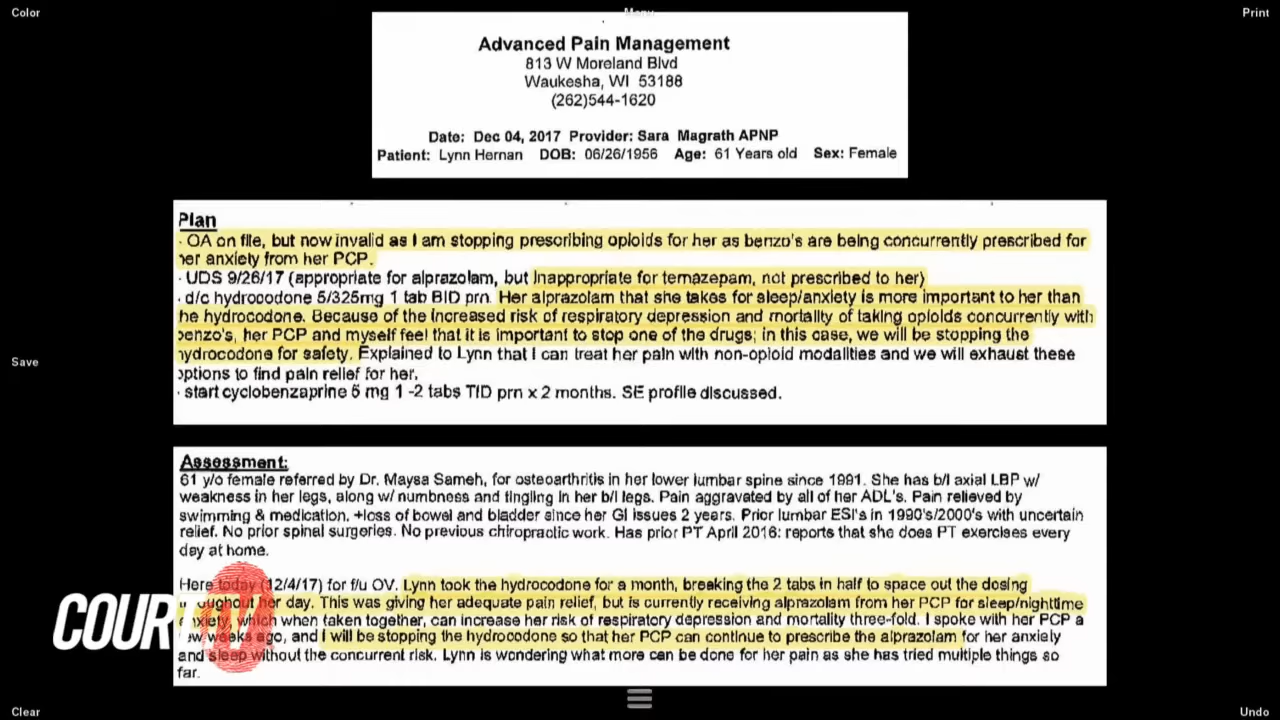 Color
Menu
Print
Advanced Pain Management
813 W Moreland Blvd
Waukesha, WI 53188
(262)544-1620
Date: Dec 04, 2017 Provider: Sara Magrath APNP
Patient: Lynn Hernan DOB: 06/26/1956 Age: 61 Years old Sex: Female
Plan
· OA on file, but now invalid as I am stopping prescribing opioids for her as benzo's are being concurrently prescribed for
her anxiety from her PCP.
· UDS 9/26/17 (appropriate for alprazolam, but inappropriate for temazepam, not prescribed to her)
· d/c hydrocodone 5/325mg 1 tab BID prn. Her alprazolam that she takes for sleep/anxiety is more important to her than
the hydrocodone. Because of the increased risk of respiratory depression and mortality of taking opioids concurrently with
benzo's, her PCP and myself feel that it is important to stop one of the drugs; in this case, we will be stopping the
hydrocodone for safety. Explained to Lynn that I can treat her pain with non-opioid modalities and we will exhaust these
Save
options to find pain relief for her.
· start cyclobenzaprine 5 mg 1 -2 tabs TID prn x 2 months. SE profile discussed.
Assessment:
61 y/o female referred by Dr. Maysa Sameh, for osteoarthritis in her lower lumbar spine since 1991. She has b/l axial LBP w/
weakness in her legs, along w/ numbness and tingling in her b/l legs. Pain aggravated by all of her ADL's. Pain relieved by
swimming & medication. +loss of bowel and bladder since her GI issues 2 years. Prior lumbar ESI's in 1990's/2000's with uncertain
relief. No prior spinal surgeries. No previous chiropractic work. Has prior PT April 2016: reports that she does PT exercises every
day at home.
Here today (12/4/17) for f/u OV. Lynn took the hydrocodone for a month, breaking the 2 tabs in half to space out the dosing
throughout her day. This was giving her adequate pain relief, but is currently receiving alprazolam from her PCP for sleep/nighttime
anxiety, which when taken together, can increase her risk of respiratory depression and mortality three-fold. I spoke with her PCP a
few weeks ago, and I will be stopping the hydrocodone so that her PCP can continue to prescribe the alprazolam for her anxiety
and sleep without the concurrent risk. Lynn is wondering what more can be done for her pain as she has tried multiple things so
far.
COURT TV
Clear
Undo